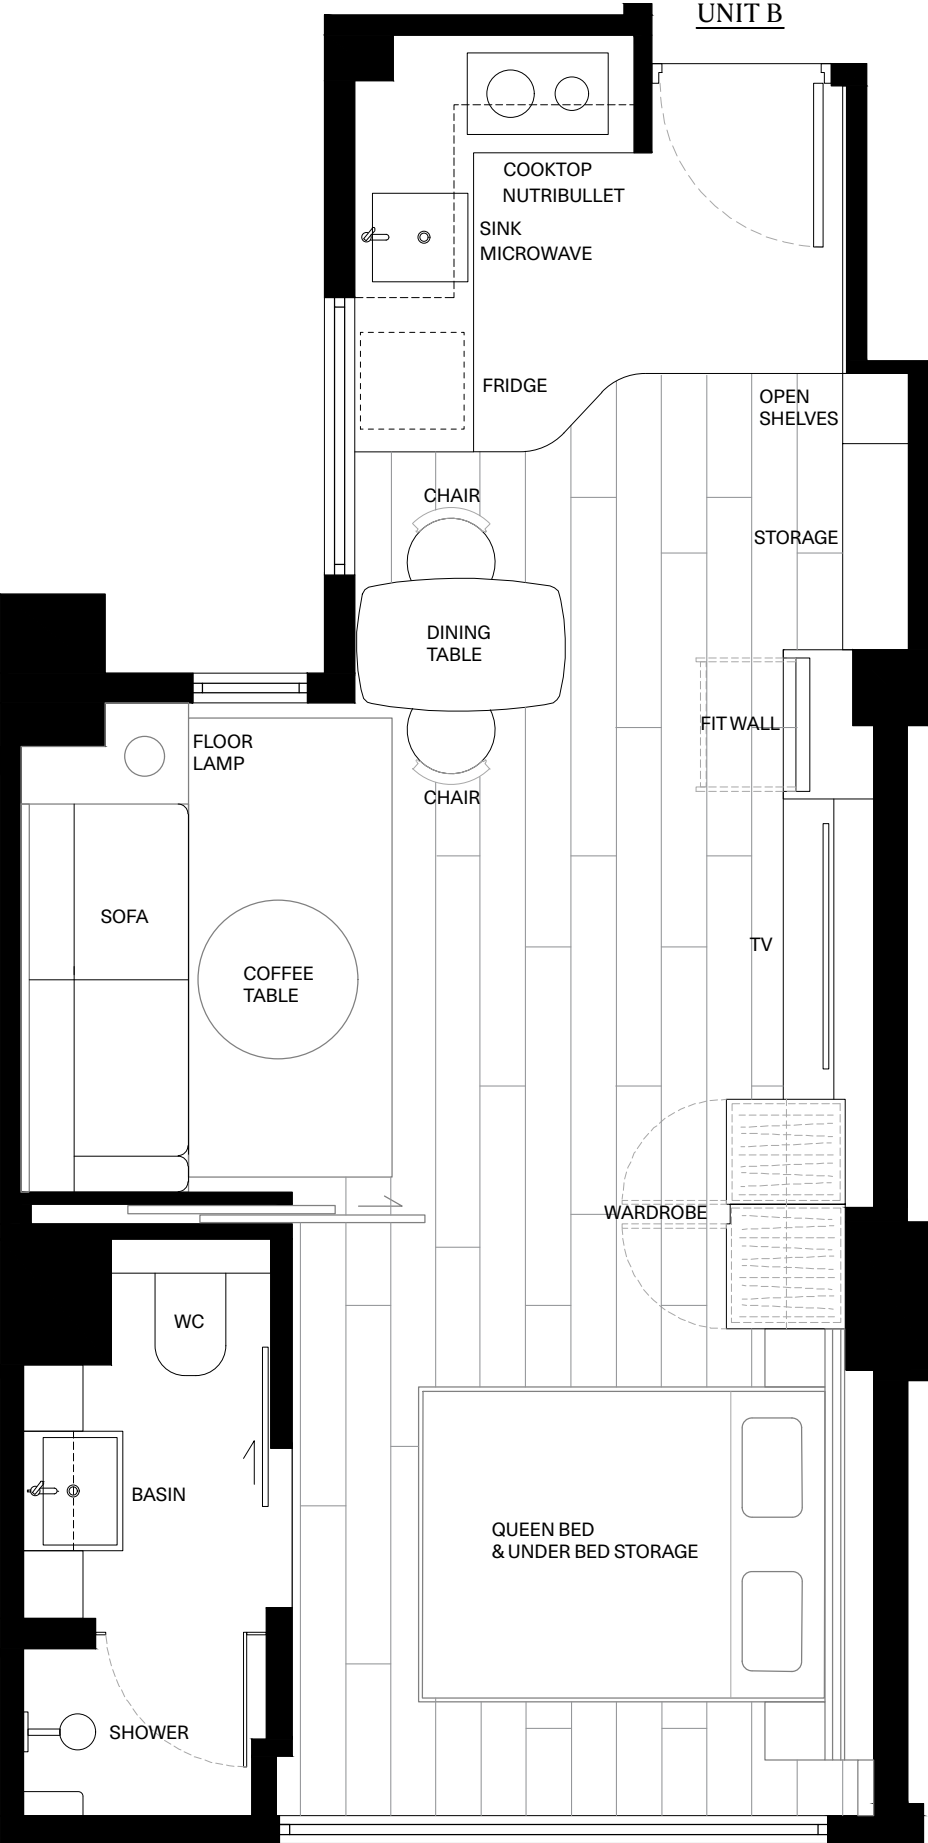 UNIT B
COOKTOP
NUTRIBULLET
SINK
MICROWAVE
FRIDGE
OPEN
SHELVES
CHAIR
STORAGE
DINING
TABLE
FIT WALL
FLOOR
LAMP
CHAIR
SOFA
TV
COFFEE
TABLE
WARDROBE
WC
BASIN
QUEEN BED
& UNDER BED STORAGE
SHOWER